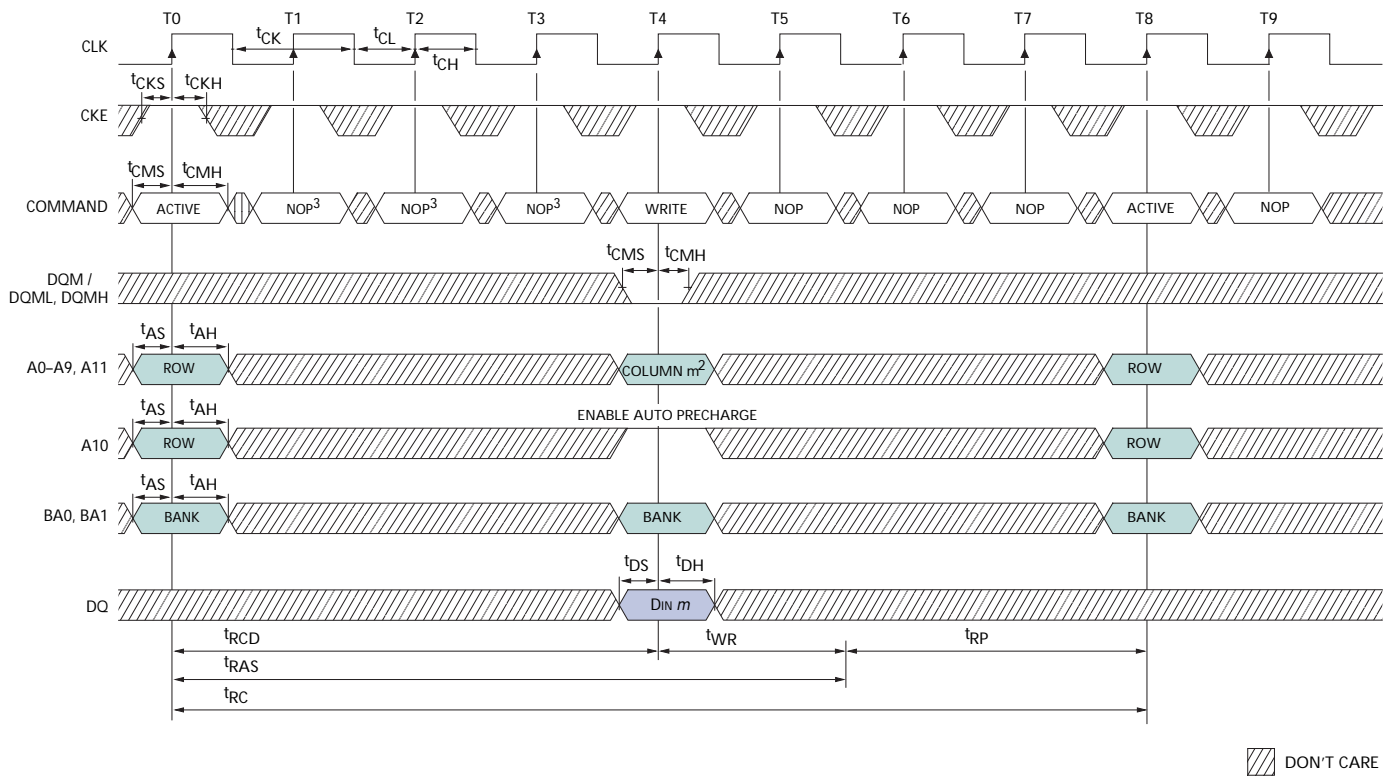 T0 T1 T2 T3 T4 T5 T6 T7 T8 T9
CLK
tCK tCL
tCH
tCKS tCKH
CKE
tCMS tCMH
COMMAND ACTIVE NOP3 NOP3 NOP3 WRITE NOP NOP NOP ACTIVE NOP
tCMS tCMH
DQM /
DQML, DQMH
tAS tAH
A0–A9, A11 ROW COLUMN m2 ROW
ENABLE AUTO PRECHARGE
tAS tAH
A10 ROW ROW
tAS tAH
BA0, BA1 BANK BANK BANK
tDS tDH
DQ DIN m
tRCD tWR tRP
tRAS
tRC
DON'T CARE